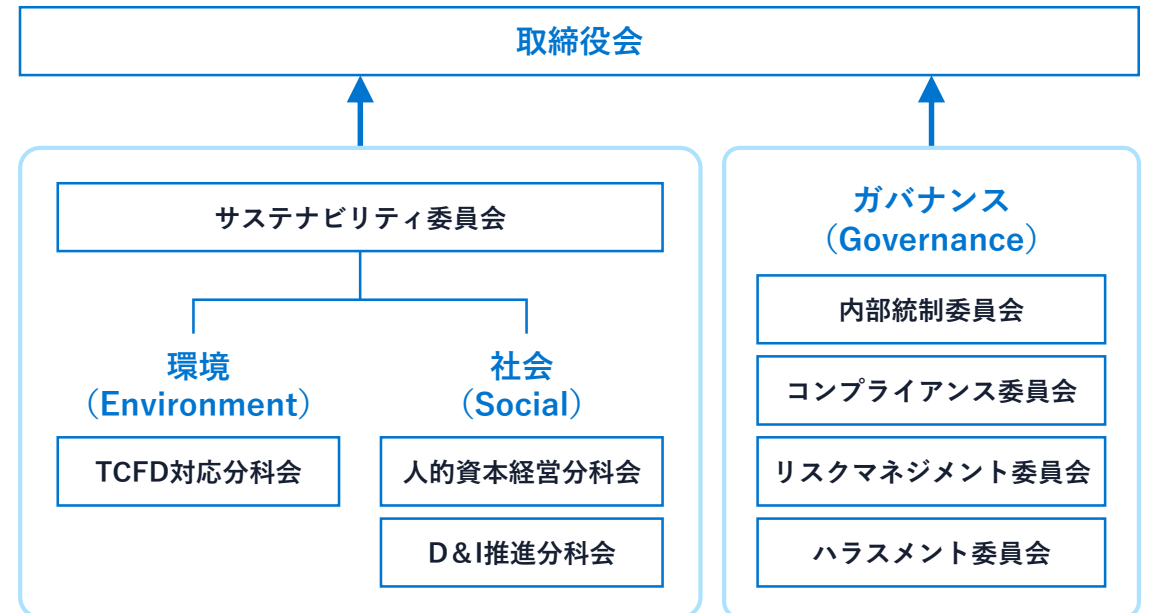 取締役会
サステナビリティ委員会
環境
（Environment）
TCFD対応分科会
社会
（Social）
人的資本経営分科会
D＆I推進分科会
ガバナンス
（Governance）
内部統制委員会
コンプライアンス委員会
リスクマネジメント委員会
ハラスメント委員会